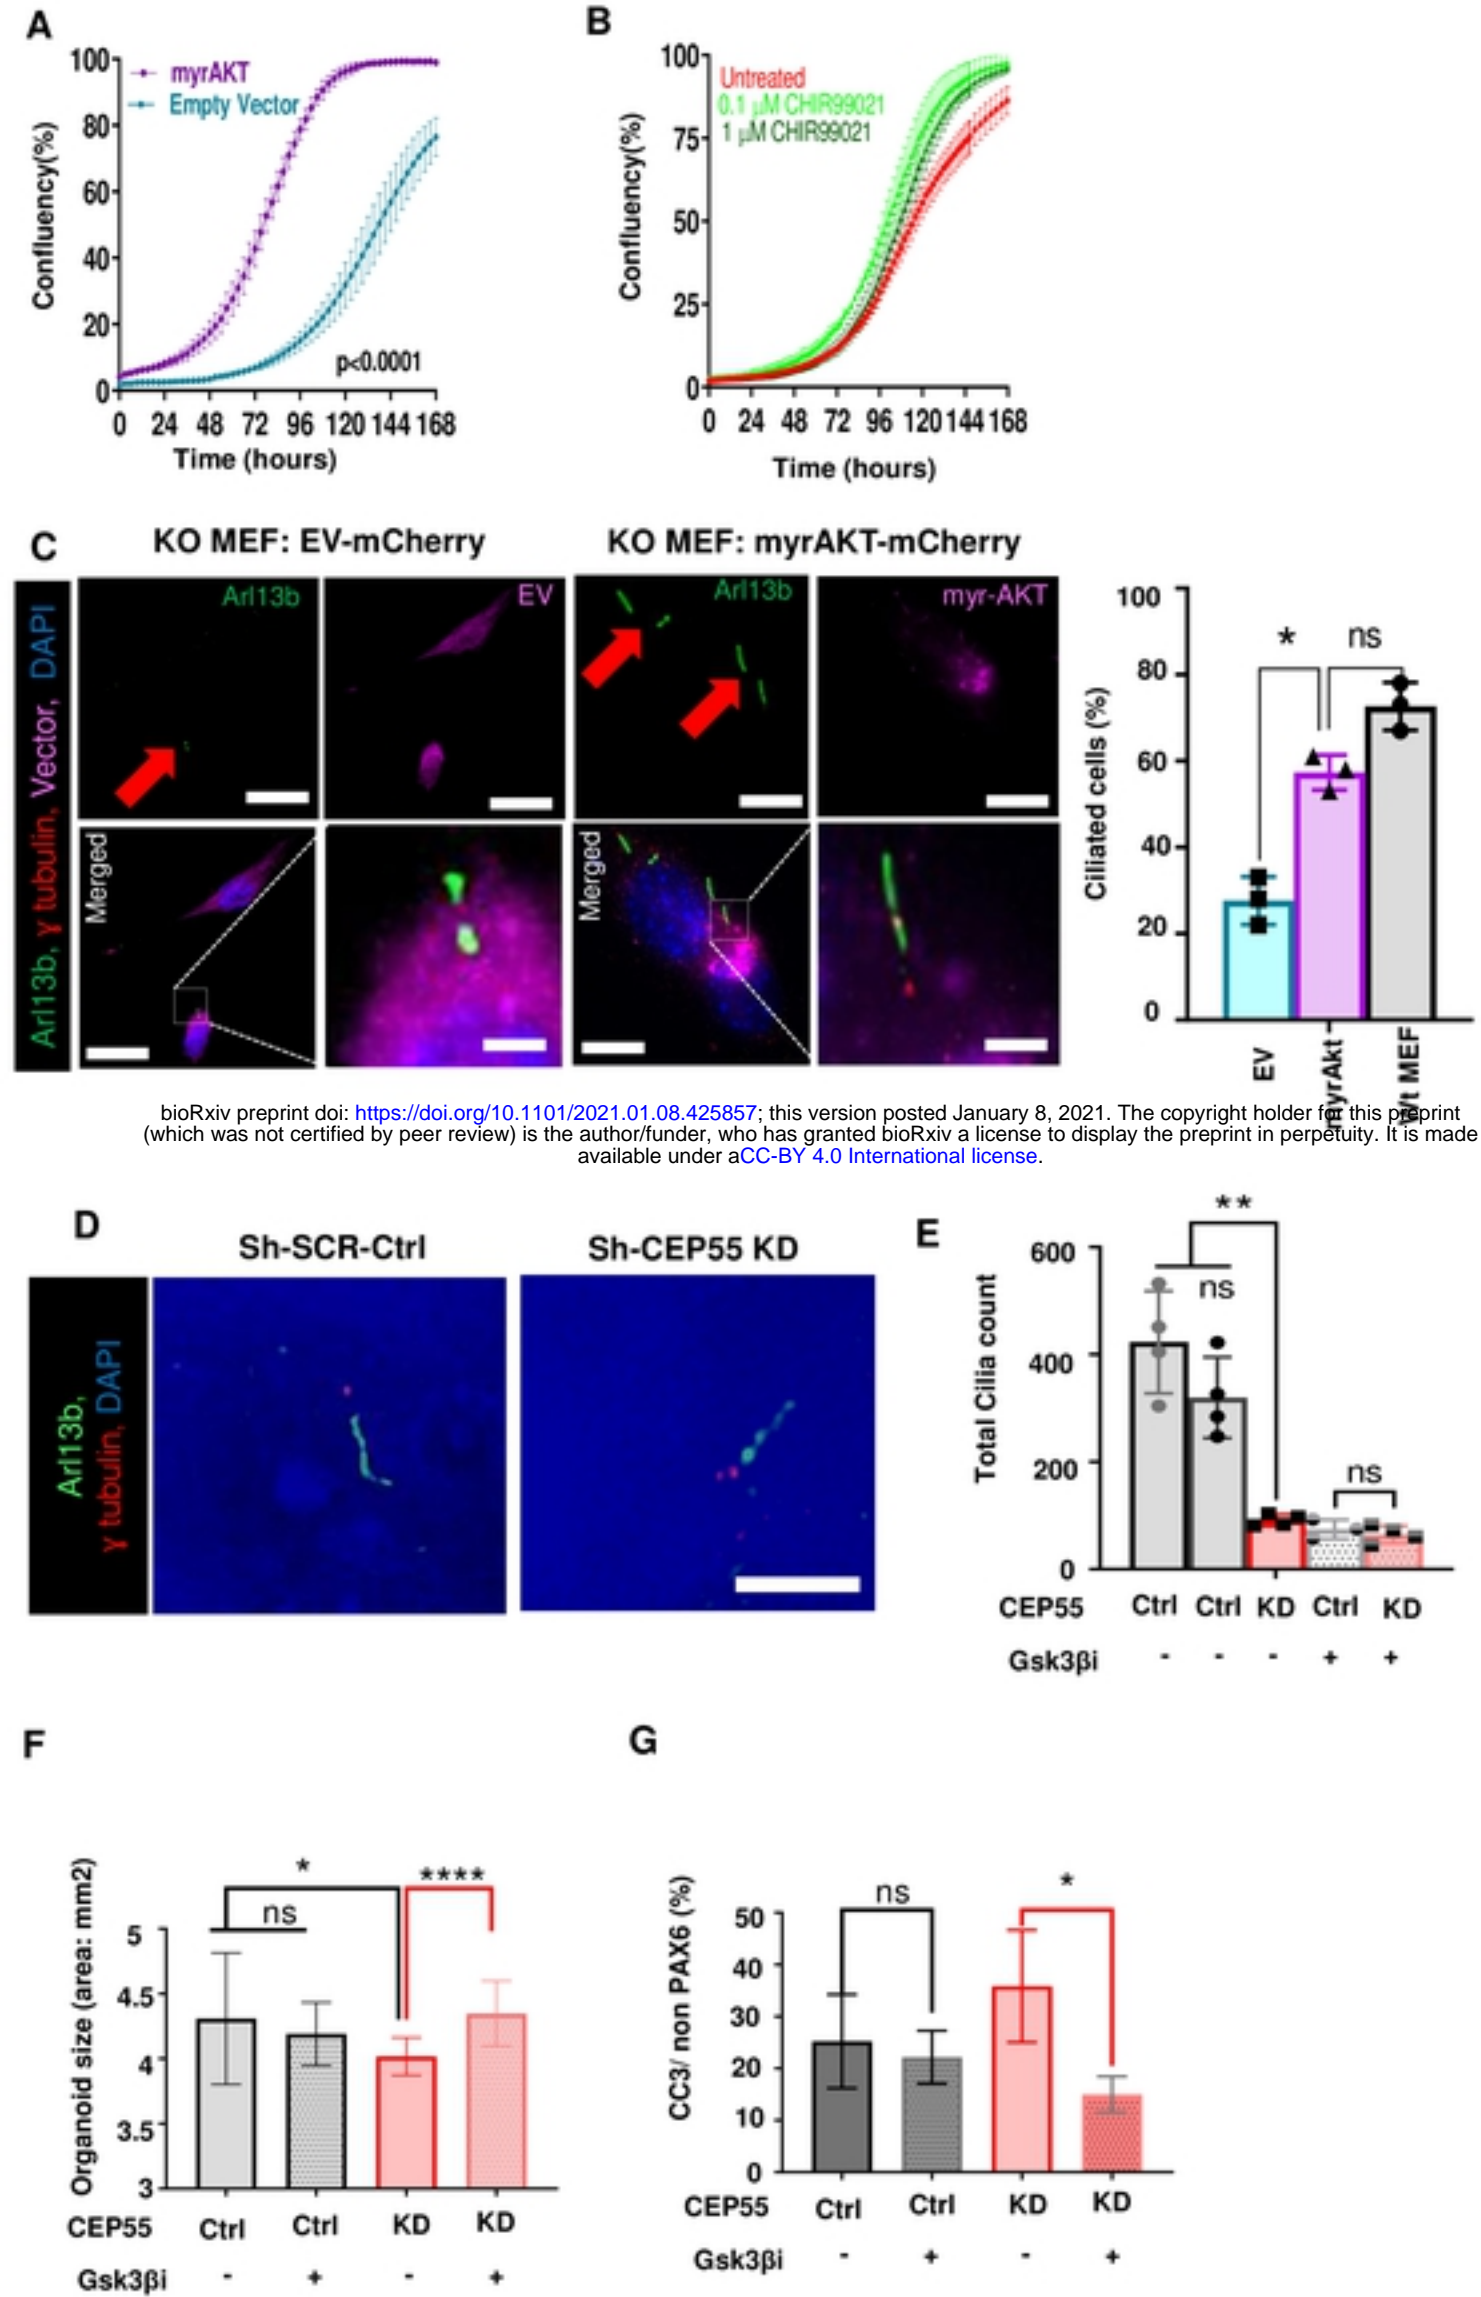 A
B
100
80
60
40
20
0
Confluency(%)
myrAKT
Empty Vector
p<0.0001
0 24 48 72 96 120 144 168
Time (hours)
100
75
50
25
0
Confluency(%)
Untreated
0.1 µM CHIR99021
1 µM CHIR99021
0 24 48 72 96 120 144 168
Time (hours)
C
KO MEF: EV-mCherry
KO MEF: myrAKT-mCherry
Arl13b, γ tubulin, Vector, DAPI
Arl13b
EV
Arl13b
myr-AKT
Merged
Merged
Ciliated cells (%)
100
80
60
40
20
0
*
ns
EV
myrAkt
Wt MEF
bioRxiv preprint doi: https://doi.org/10.1101/2021.01.08.425857; this version posted January 8, 2021. The copyright holder for this preprint
(which was not certified by peer review) is the author/funder, who has granted bioRxiv a license to display the preprint in perpetuity. It is made
available under aCC-BY 4.0 International license.
D
Sh-SCR-Ctrl
Sh-CEP55 KD
Arl13b,
γ tubulin, DAPI
E
Total Cilia count
600
400
200
0
**
ns
ns
CEP55 Ctrl Ctrl KD Ctrl KD
Gsk3βi - - - + +
F
Organoid size (area: mm2)
5
4.5
4
3.5
3
*
****
ns
CEP55 Ctrl Ctrl KD KD
Gsk3βi - + - +
G
CC3/ non PAX6 (%)
50
40
30
20
10
0
ns
*
CEP55 Ctrl Ctrl KD KD
Gsk3βi - + - +